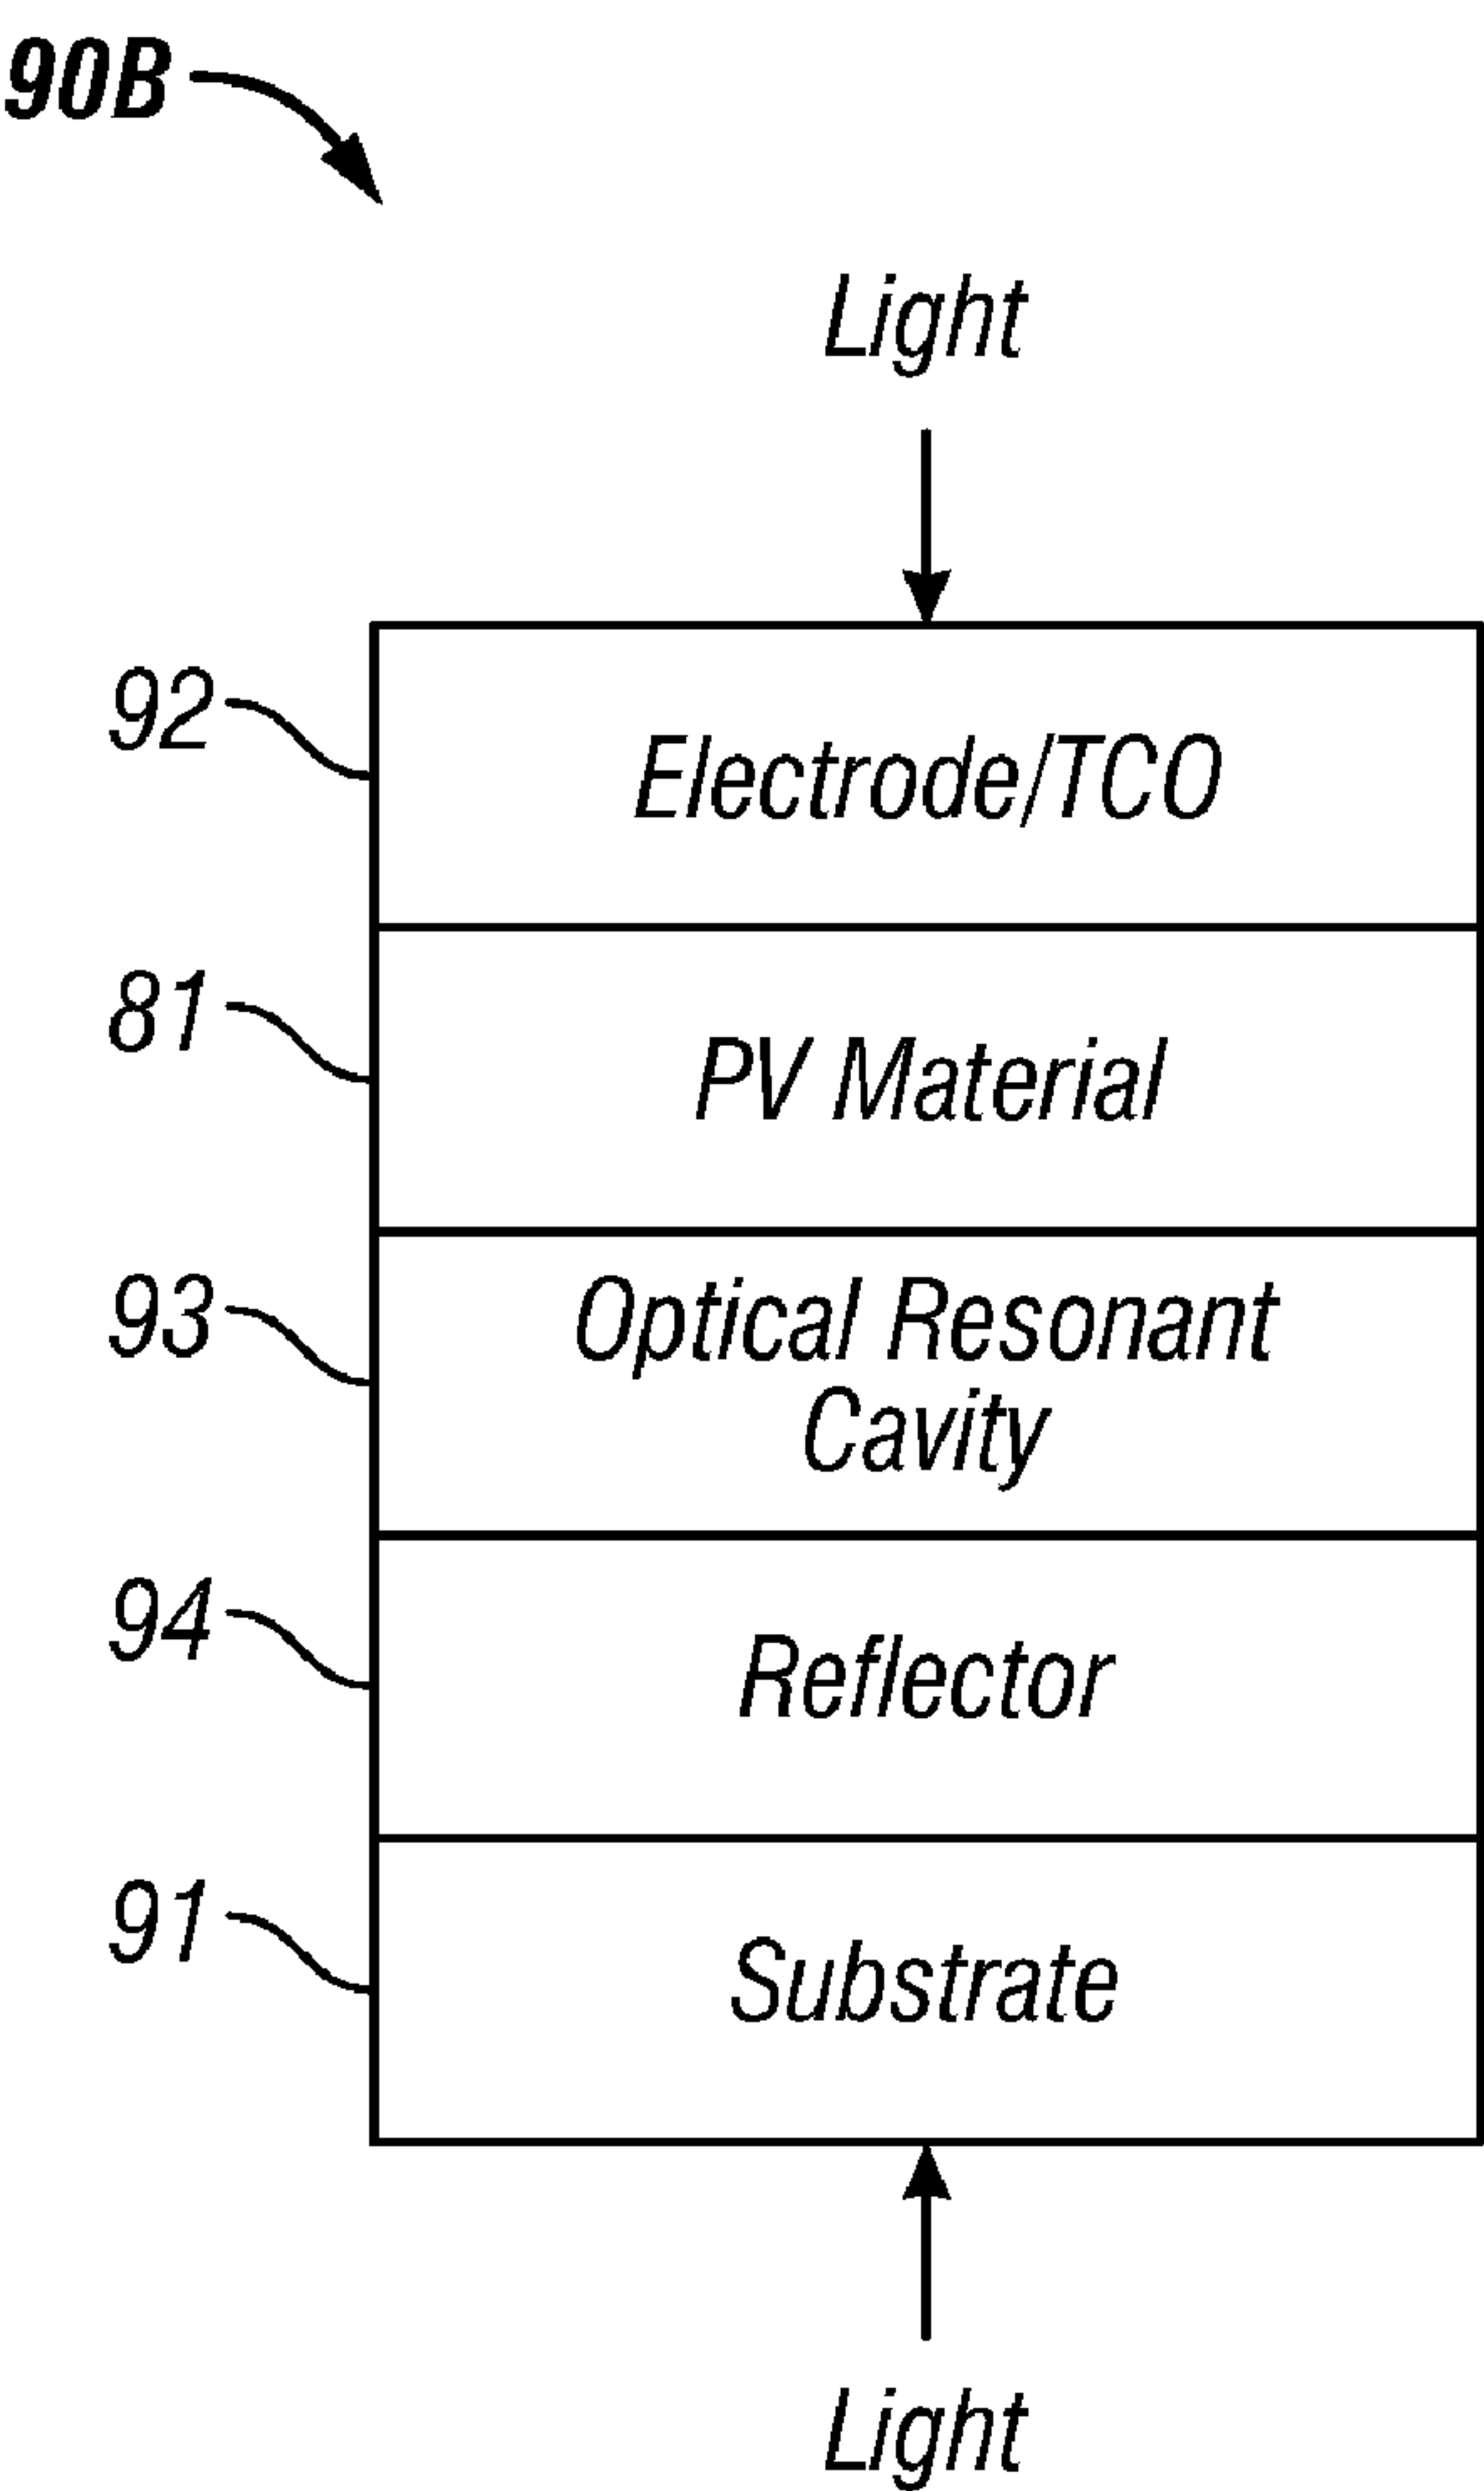 90B
Light
92
Electrode/TCO
81
PV Material
93
Optical Resonant
Cavity
94
Reflector
91
Substrate
Light